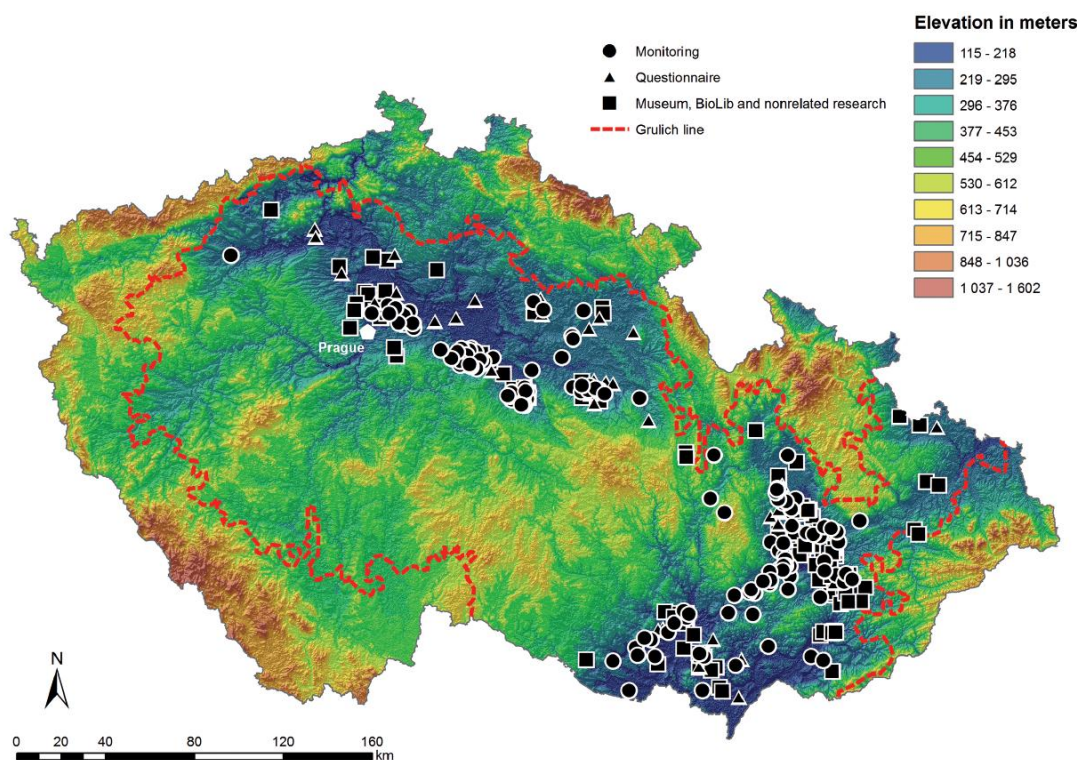 Elevation in meters
115 - 218
219 - 295
296 - 376
377 - 453
454 - 529
530 - 612
613 - 714
715 - 847
848 - 1 036
1 037 - 1 602
Monitoring
Questionnaire
Museum, BioLib and nonrelated research
Grulich line
Prague
N
0 20 40 80 120 160
km